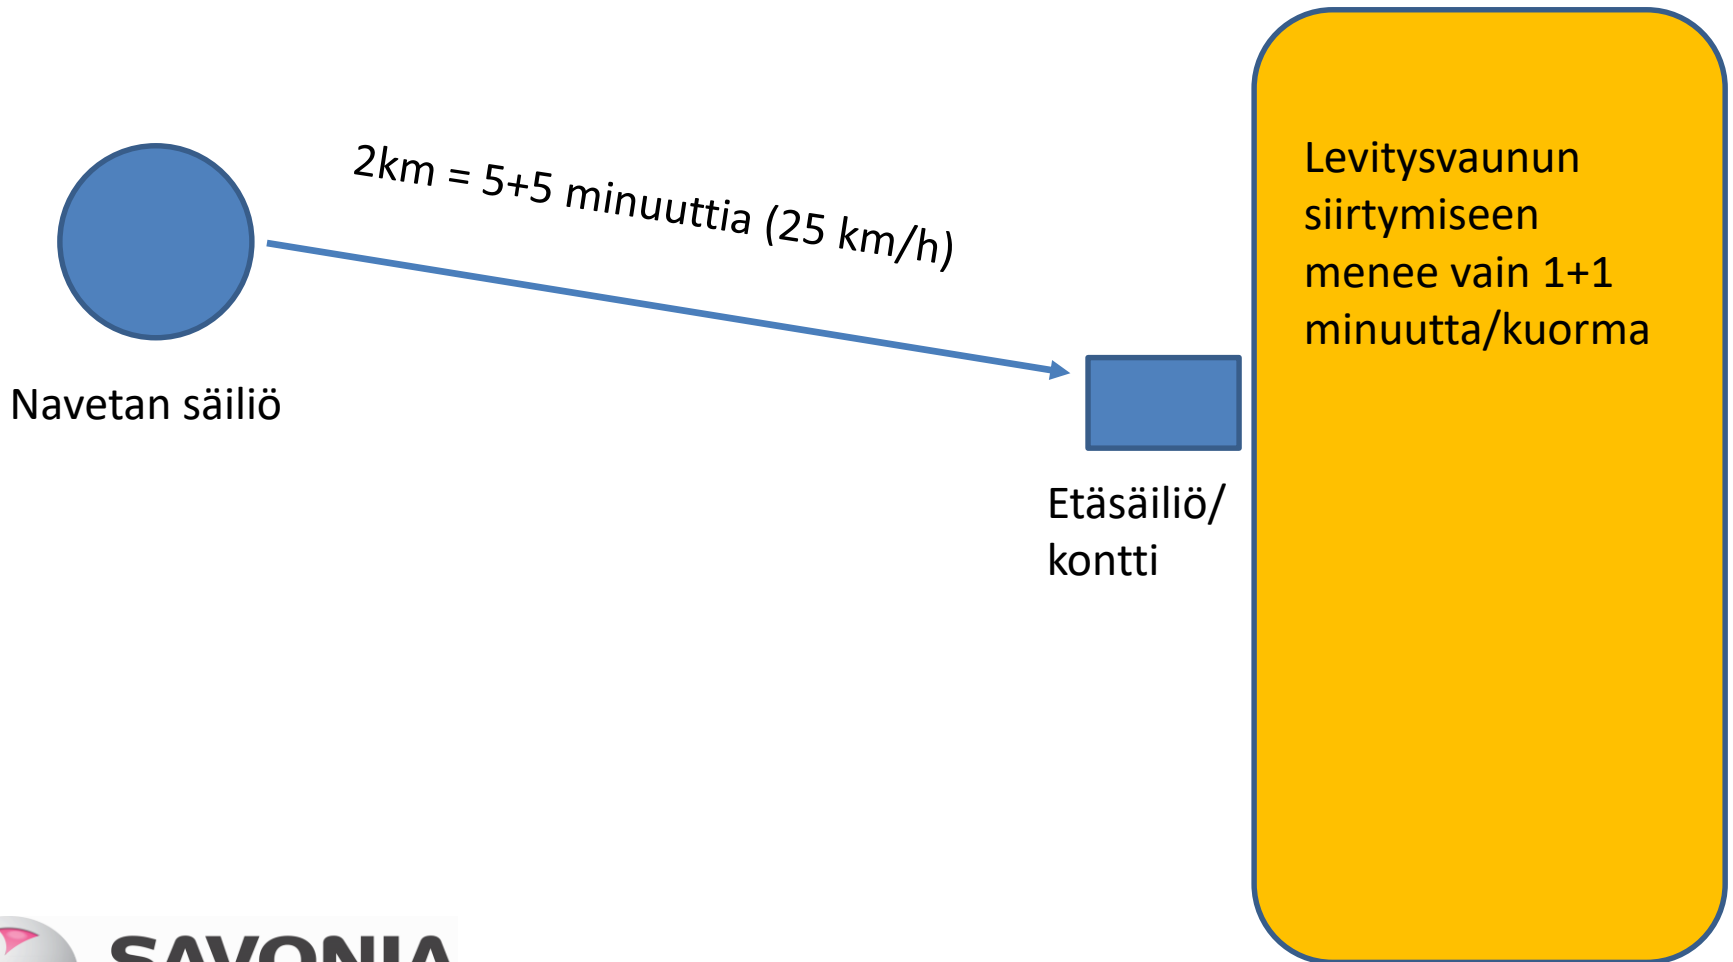 2km = 5+5 minuuttia (25 km/h)
Navetan säiliö
Etäsäiliö/
kontti
Levitysvaunun
siirtymiseen
menee vain 1+1
minuutta/kuorma
SAVONIA